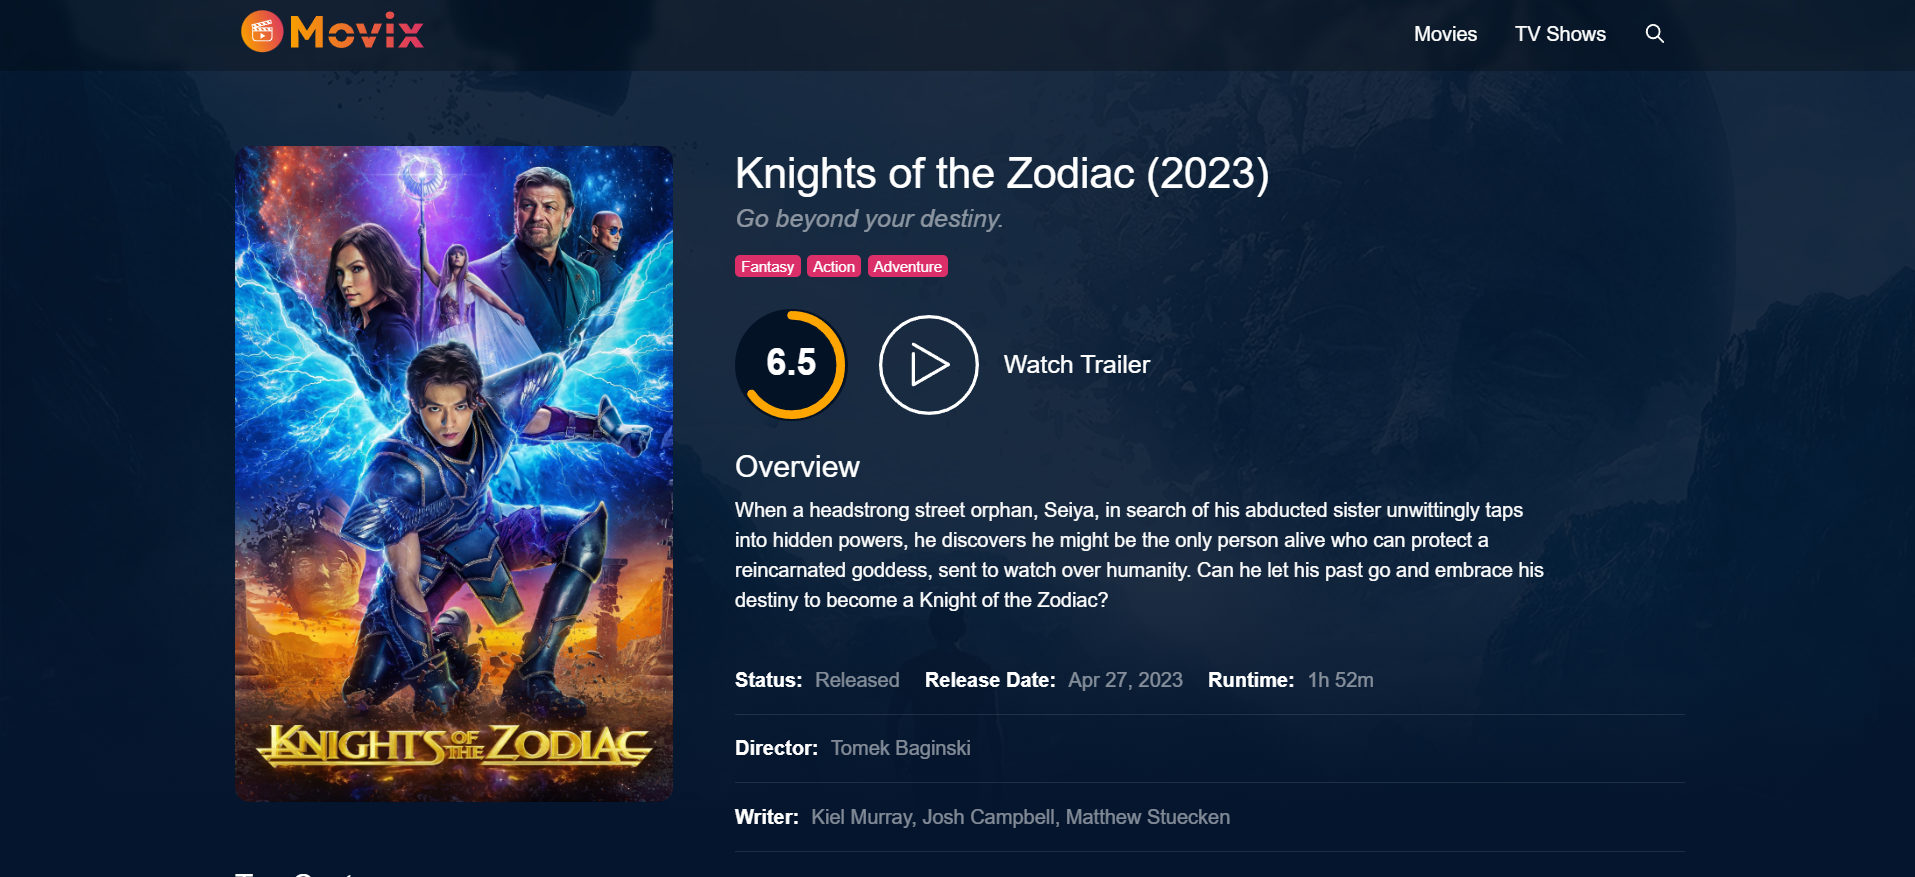 Movix
Movies
TV Shows
Knights of the Zodiac (2023)
Go beyond your destiny.
Fantasy
Action
Adventure
6.5
Watch Trailer
Overview
When a headstrong street orphan, Seiya, in search of his abducted sister unwittingly taps
into hidden powers, he discovers he might be the only person alive who can protect a
reincarnated goddess, sent to watch over humanity. Can he let his past go and embrace his
destiny to become a Knight of the Zodiac?
Status: Released Release Date: Apr 27, 2023 Runtime: 1h 52m
Director: Tomek Baginski
Writer: Kiel Murray, Josh Campbell, Matthew Stuecken
KNIGHTS OF THE ZODIAC